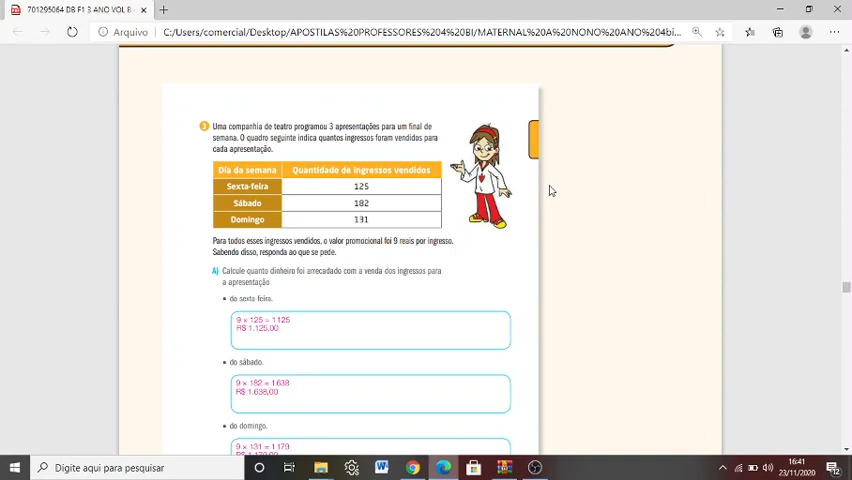 701295064 DB F1 3 ANO VOL B -
Arquivo
C:/Users/comercial/Desktop/APOSTILAS%20PROFESSORES%204%20BI/MATERNAL%20A%20NONO%20ANO%204bi...
3 Uma companhia de teatro programou 3 apresentações para um final de
semana. O quadro seguinte indica quantos ingressos foram vendidos para
cada apresentação.
Dia da semana Quantidade de ingressos vendidos
Sexta-feira 125
Sábado 182
Domingo 131
Para todos esses ingressos vendidos, o valor promocional foi 9 reais por ingresso.
Sabendo disso, responda ao que se pede.
A) Calcule quanto dinheiro foi arrecadado com a venda dos ingressos para
a apresentação
▪ da sexta-feira.
9 × 125 = 1125
R$ 1.125,00
▪ do sábado.
9 × 182 = 1638
R$ 1.638,00
▪ do domingo.
9 × 131 = 1179
R$ 1.179,00
Digite aqui para pesquisar
16:41
23/11/2020
12